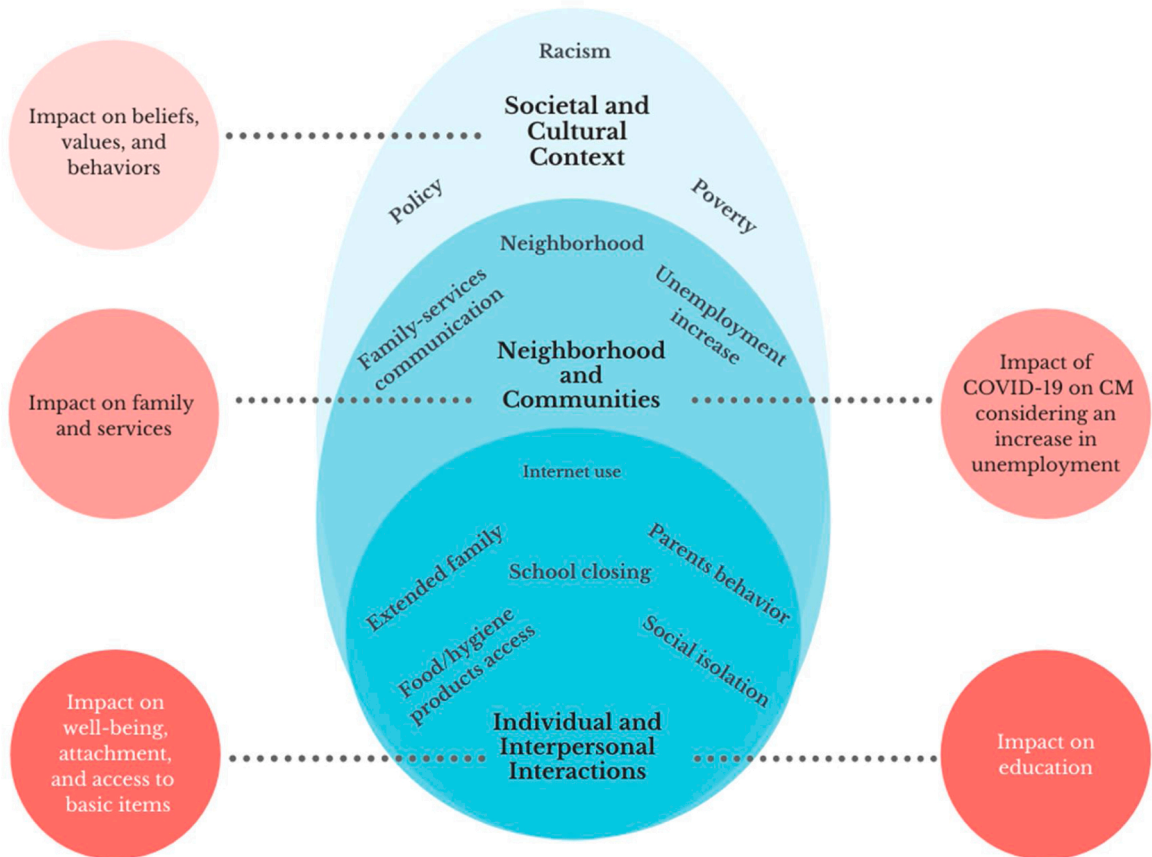 Racism
Societal and
Cultural
Context
Policy
Poverty
Impact on beliefs,
values, and
behaviors
Neighborhood
Family-services
communication
Unemployment
increase
Neighborhood
and
Communities
Impact on family
and services
Impact of
COVID-19 on CM
considering an
increase in
unemployment
Internet use
Extended family
School closing
Parents behavior
Food/hygiene
products access
Social isolation
Individual and
Interpersonal
Interactions
Impact on
well-being,
attachment,
and access to
basic items
Impact on
education